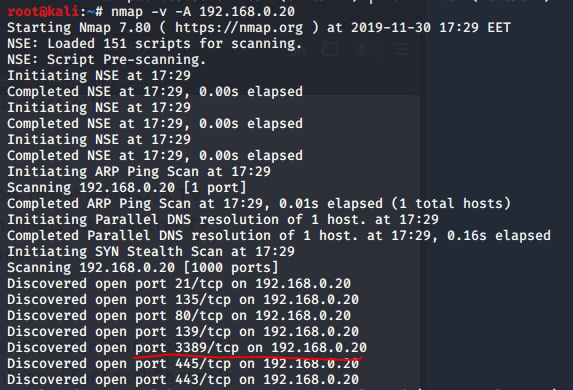 root@kali:~# nmap -v -A 192.168.0.20
Starting Nmap 7.80 ( https://nmap.org ) at 2019-11-30 17:29 EET
NSE: Loaded 151 scripts for scanning.
NSE: Script Pre-scanning.
Initiating NSE at 17:29
Completed NSE at 17:29, 0.00s elapsed
Initiating NSE at 17:29
Completed NSE at 17:29, 0.00s elapsed
Initiating NSE at 17:29
Completed NSE at 17:29, 0.00s elapsed
Initiating ARP Ping Scan at 17:29
Scanning 192.168.0.20 [1 port]
Completed ARP Ping Scan at 17:29, 0.01s elapsed (1 total hosts)
Initiating Parallel DNS resolution of 1 host. at 17:29
Completed Parallel DNS resolution of 1 host. at 17:29, 0.16s elapsed
Initiating SYN Stealth Scan at 17:29
Scanning 192.168.0.20 [1000 ports]
Discovered open port 21/tcp on 192.168.0.20
Discovered open port 135/tcp on 192.168.0.20
Discovered open port 80/tcp on 192.168.0.20
Discovered open port 139/tcp on 192.168.0.20
Discovered open port 3389/tcp on 192.168.0.20
Discovered open port 445/tcp on 192.168.0.20
Discovered open port 443/tcp on 192.168.0.20